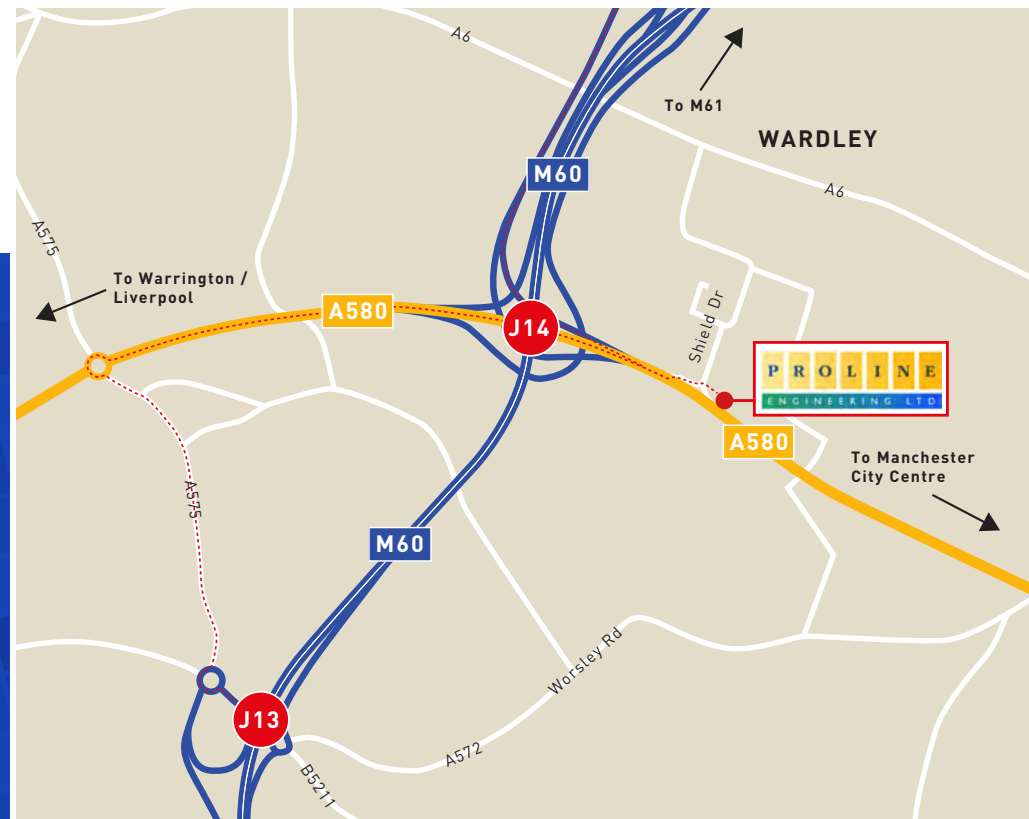 A6
To M61
WARDLEY
M60
A6
A575
To Warrington /
Liverpool
A580
J14
Shield Dr
PROLINE
ENGINEERING LTD
A580
To Manchester
City Centre
A575
M60
Worsley Rd
J13
A572
B5211